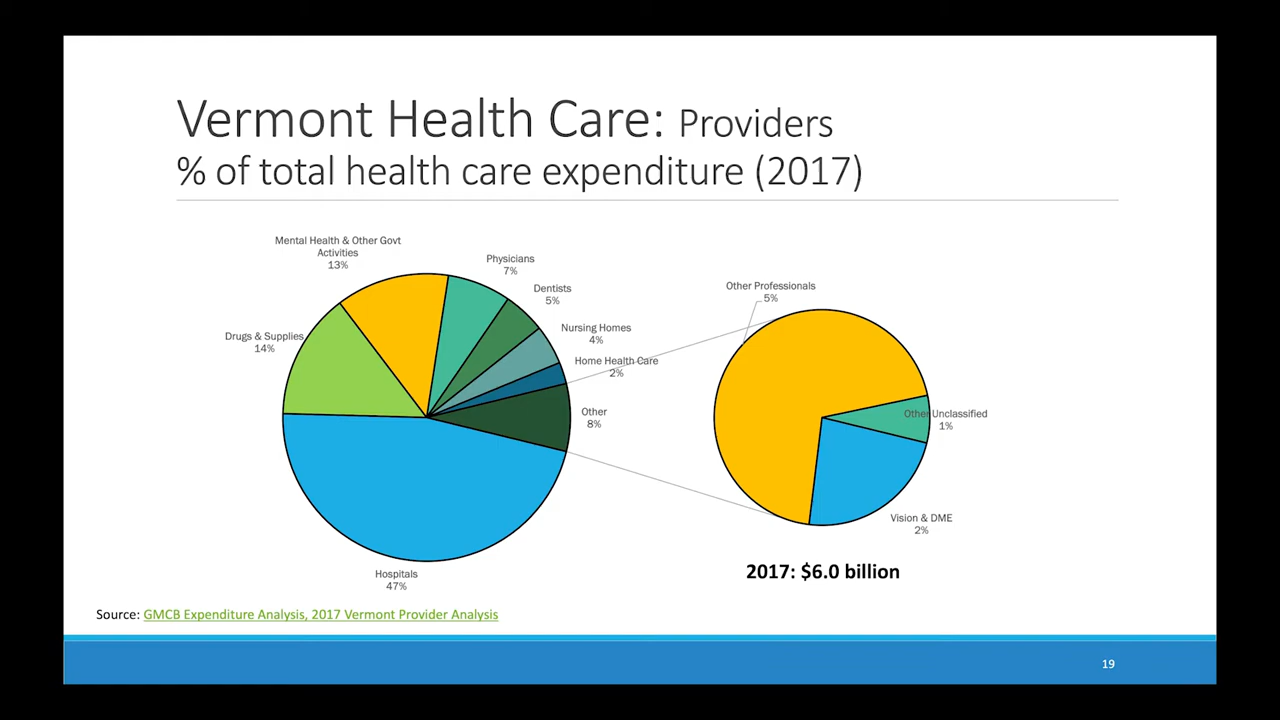 Vermont Health Care: Providers
% of total health care expenditure (2017)
Mental Health & Other Govt
Activities
13%
Physicians
7%
Dentists
5%
Nursing Homes
4%
Home Health Care
2%
Other
8%
Drugs & Supplies
14%
Hospitals
47%
Other Professionals
5%
Other Unclassified
1%
Vision & DME
2%
2017: $6.0 billion
Source: GMCB Expenditure Analysis, 2017 Vermont Provider Analysis
19